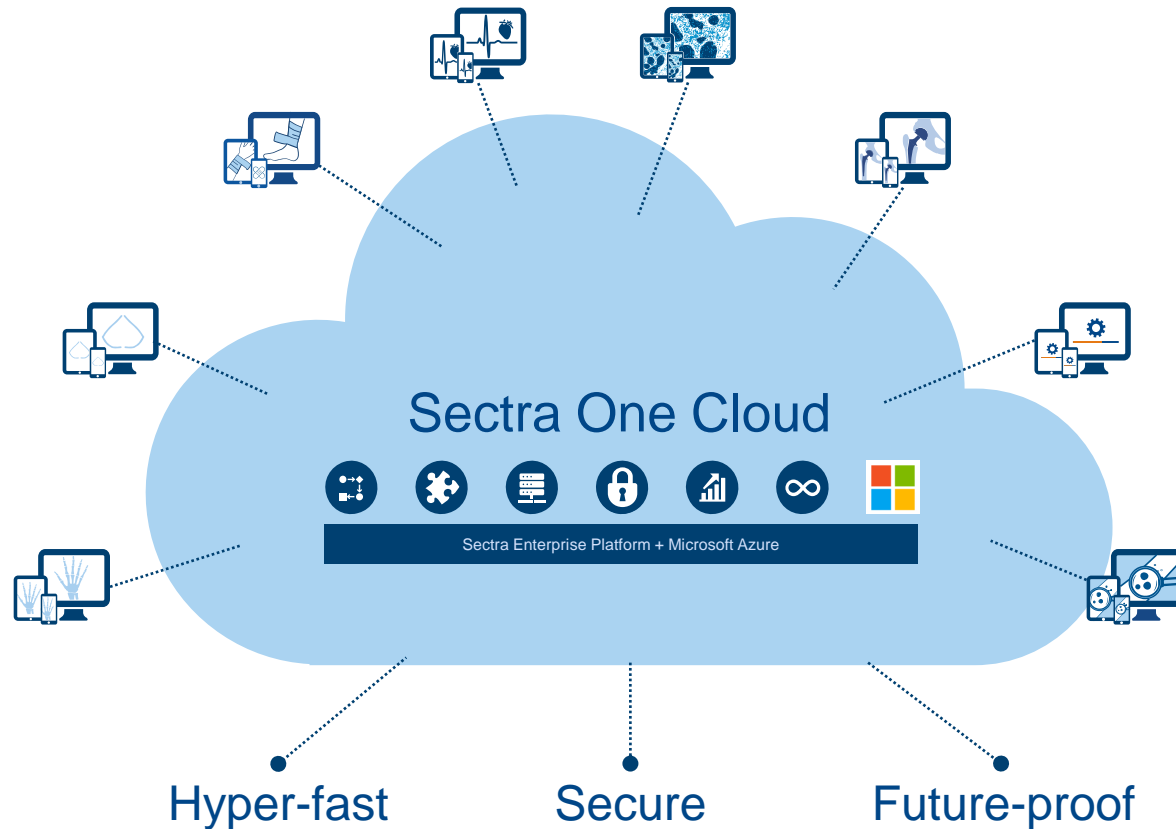 Sectra One Cloud
Sectra Enterprise Platform + Microsoft Azure
Hyper-fast
Secure
Future-proof